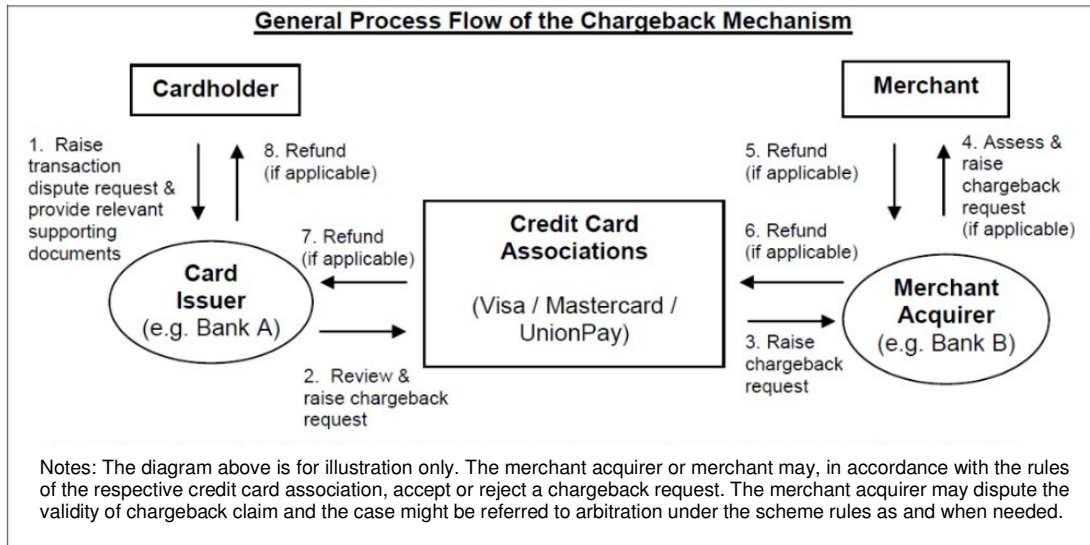 General Process Flow of the Chargeback Mechanism
Cardholder
Merchant
1. Raise
transaction
dispute request &
provide relevant
supporting
documents
8. Refund
(if applicable)
5. Refund
(if applicable)
4. Assess &
raise
chargeback
request
(if applicable)
Credit Card
Associations
(Visa / Mastercard /
UnionPay)
7. Refund
(if applicable)
6. Refund
(if applicable)
Card
Issuer
(e.g. Bank A)
Merchant
Acquirer
(e.g. Bank B)
2. Review &
raise chargeback
request
3. Raise
chargeback
request
Notes: The diagram above is for illustration only. The merchant acquirer or merchant may, in accordance with the rules
of the respective credit card association, accept or reject a chargeback request. The merchant acquirer may dispute the
validity of chargeback claim and the case might be referred to arbitration under the scheme rules as and when needed.